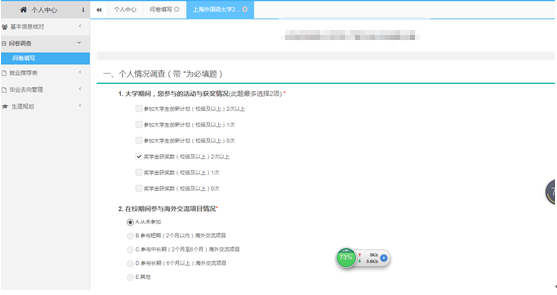 个人中心
个人中心
问卷填写
上海外国语大学2...
基本信息核对
问卷调查
问卷填写
就业推荐表
毕业去向管理
生涯规划
一、个人情况调查（带 *为必填题）
1. 大学期间，您参与的活动与获奖情况(此题最多选择2项) *
参加大学生创新计划（校级及以上）2次以上
参加大学生创新计划（校级及以上）1次
参加大学生创新计划（校级及以上）0次
奖学金获奖数（校级及以上）2次以上
奖学金获奖数（校级及以上）1次
奖学金获奖数（校级及以上）0次
2. 在校期间参与海外交流项目情况*
A.从未参加
B.参与短期（2个月以内）海外交流项目
C.参与中长期（2个月至6个月）海外交流项目
D.参与长期（6个月以上）海外交流项目
E.其他
73%
0K/s
0.6K/s